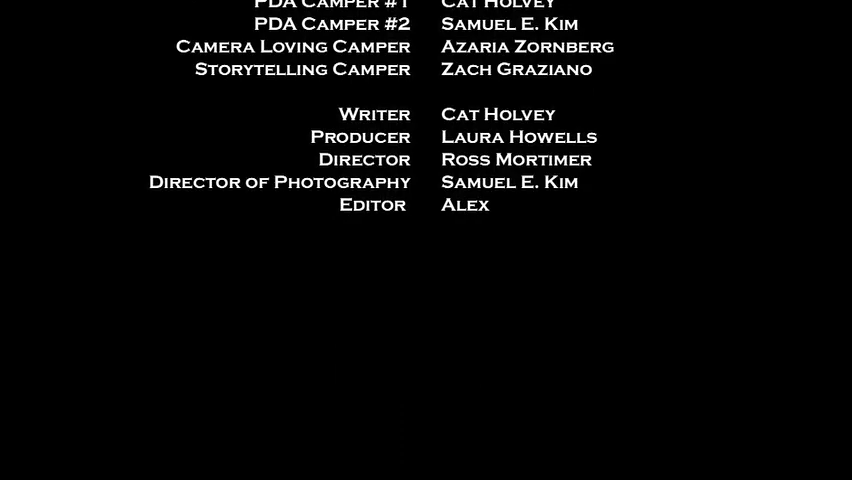 PDA Camper #1 Cat Holvey
PDA Camper #2 Samuel E. Kim
Camera Loving Camper Azaria Zornberg
Storytelling Camper Zach Graziano
Writer Cat Holvey
Producer Laura Howells
Director Ross Mortimer
Director of Photography Samuel E. Kim
Editor Alex